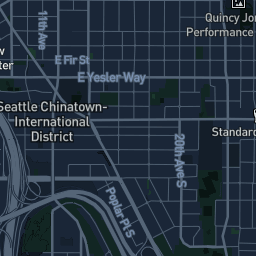 11th Ave
Quincy Jo
Performance
E Fir St
E Yesler Way
Seattle Chinatown-
International
District
Standard
20th Ave S
Poplar Pl S